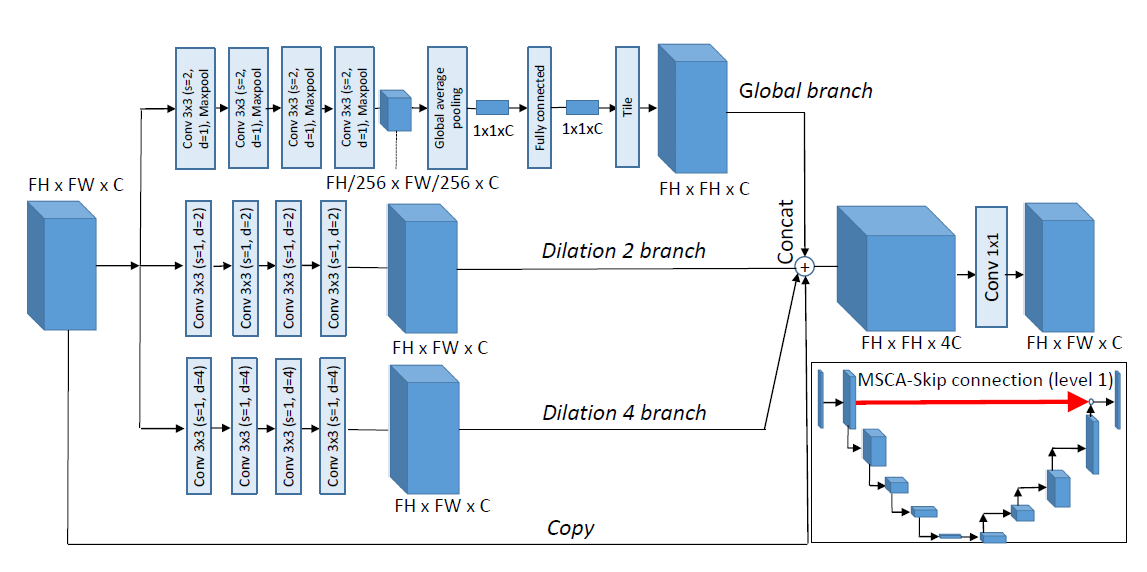 FH x FW x C
Conv 3x3 (s=2,
d=1), Maxpool
Conv 3x3 (s=2,
d=1), Maxpool
Conv 3x3 (s=2,
d=1), Maxpool
Conv 3x3 (s=2,
d=1), Maxpool
FH/256 x FW/256 x C
Global average
pooling
1x1xC
Fully connected
1x1xC
Tile
FH x FH x C
Global branch
Conv 3x3 (s=1, d=2)
Conv 3x3 (s=1, d=2)
Conv 3x3 (s=1, d=2)
Conv 3x3 (s=1, d=2)
FH x FW x C
Dilation 2 branch
Conv 3x3 (s=1, d=4)
Conv 3x3 (s=1, d=4)
Conv 3x3 (s=1, d=4)
Conv 3x3 (s=1, d=4)
FH x FW x C
Dilation 4 branch
Copy
Concat
+
FH x FH x 4C
Conv 1x1
FH x FW x C
MSCA-Skip connection (level 1)